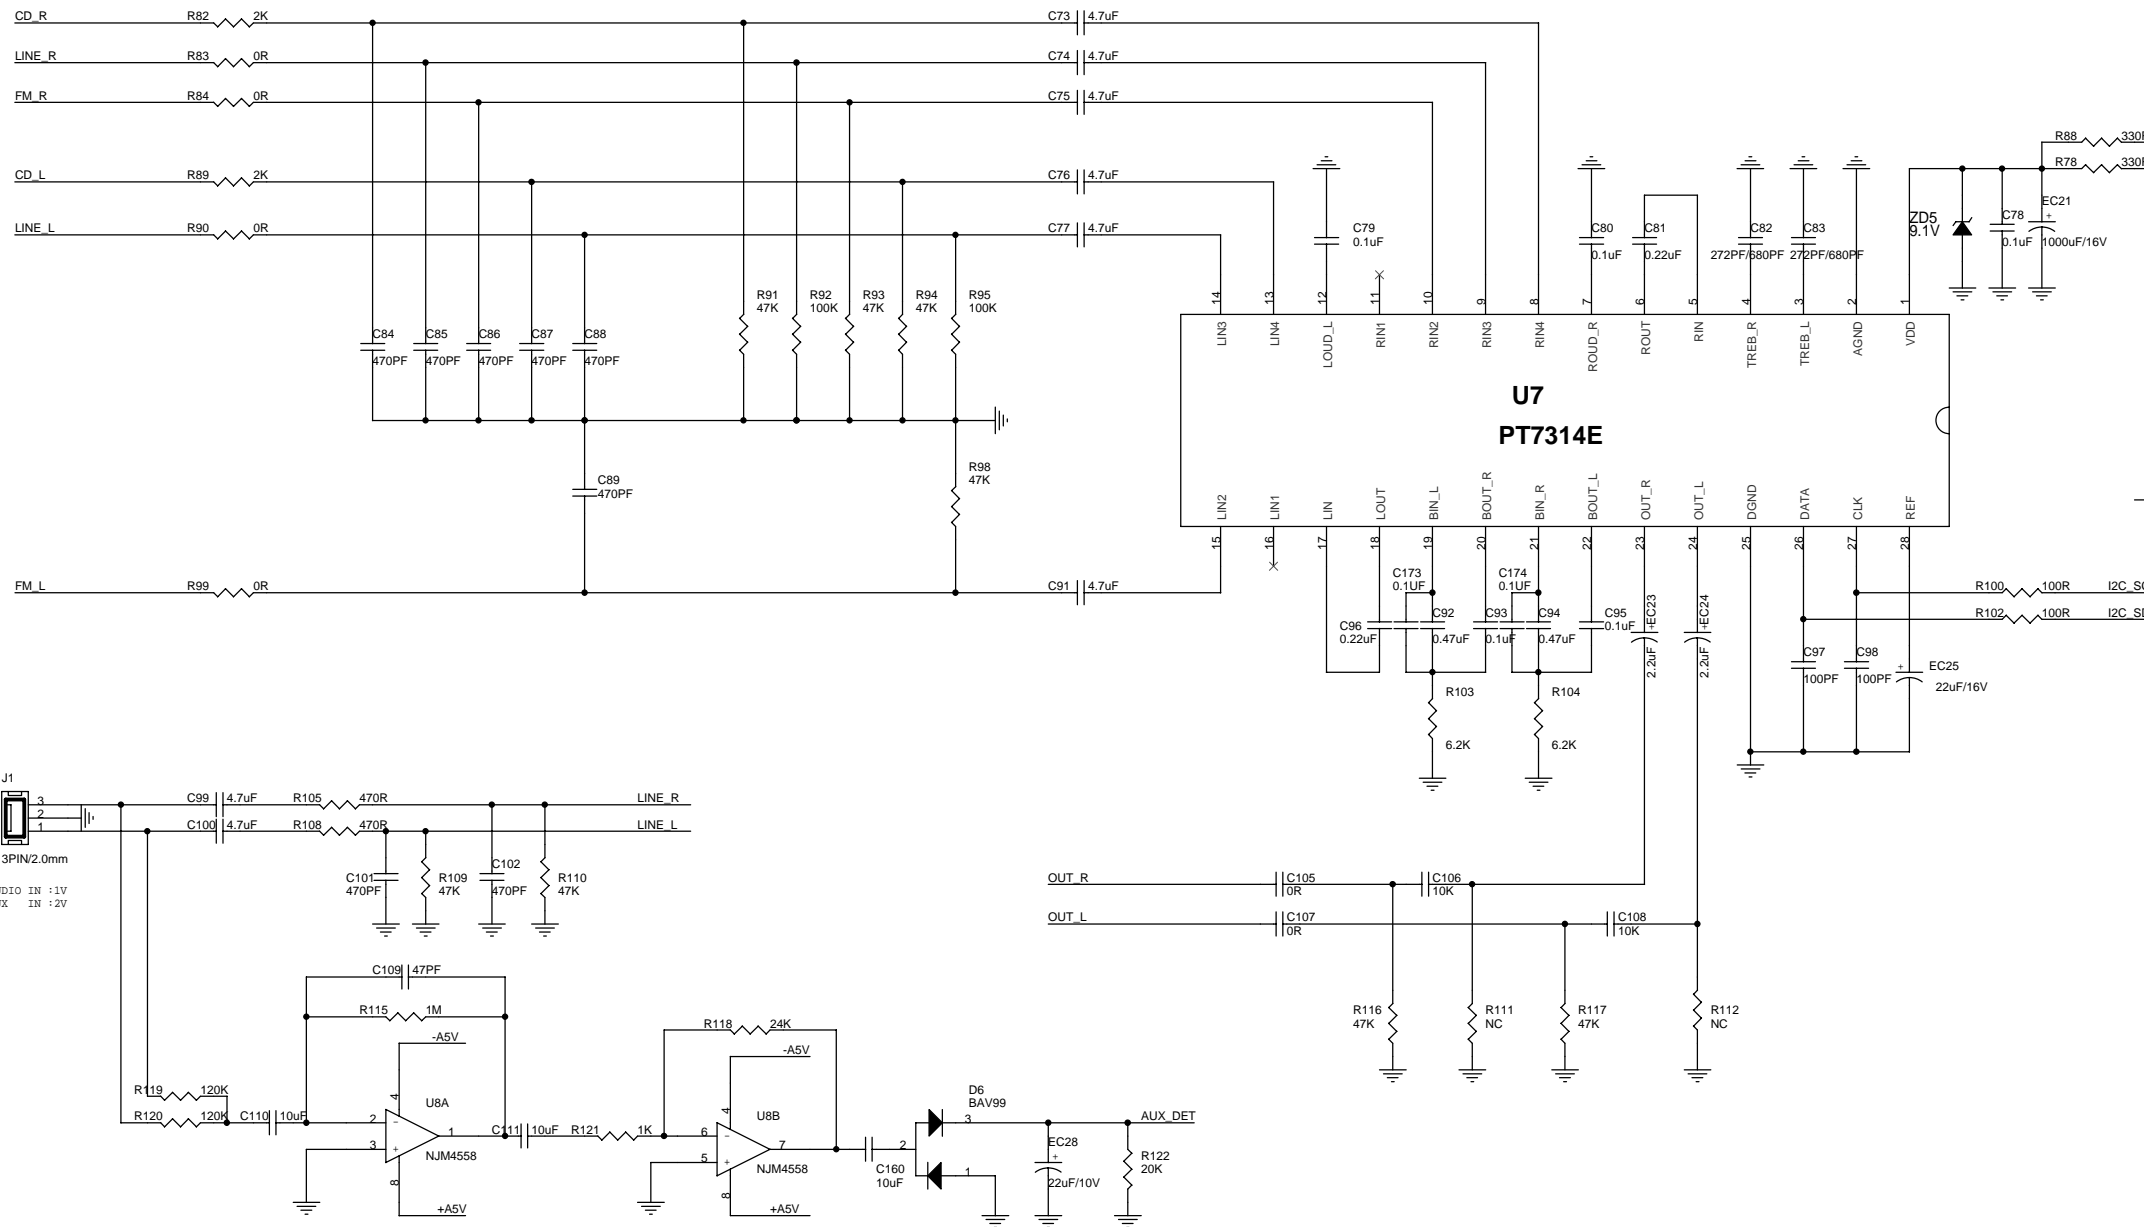 CD_R R82 2K C73 4.7uF
LINE_R R83 0R C74 4.7uF
FM_R R84 0R C75 4.7uF
R88
R78
CD_L R89 2K C76 4.7uF
EC21
1000uF/16V
LINE_L R90 0R C77 4.7uF
C79
0.1uF
C80
0.1uF
C81
0.22uF
C82
272PF/680PF
C83
272PF/680PF
ZD5
9.1V
C78
0.1uF
R91
47K
R92
100K
R93
47K
R94
47K
R95
100K
14 13 12 11 10 9 8 7 6 5 4 3 2 1
LIN3 LIN4 LOUD_L RIN1 RIN2 RIN3 RIN4 ROUD_R ROUT RIN TREB_R TREB_L AGND VDD
C84
470PF
C85
470PF
C86
470PF
C87
470PF
C88
470PF
U7
PT7314E
C89
470PF
R98
47K
LIN2 LIN1 LIN LOUT BIN_L BOUT_R BIN_R BOUT_L OUT_R OUT_L DGND DATA CLK REF
15 16 17 18 19 20 21 22 23 24 25 26 27 28
FM_L R99 0R C91 4.7uF
C173
0.1UF
C174
0.1UF
R100 100R
R102 100R
C96
0.22uF
C92
0.47uF
C93
0.1uF
C94
0.47uF
C95
0.1uF
+EC23
2.2uF
+EC24
2.2uF
C97
100PF
C98
100PF
+
EC25
22uF/16V
R103
6.2K
R104
6.2K
J1
3
2
1
3PIN/2.0mm
IN :1V
IN :2V
C99 4.7uF R105 470R LINE_R
C100 4.7uF R108 470R LINE_L
C101
470PF
R109
47K
C102
470PF
R110
47K
OUT_R C105 0R C106 10K
OUT_L C107 0R C108 10K
R116
47K
R111
NC
R117
47K
R112
NC
C109 47PF
R115 1M
-A5V
R118 24K
-A5V
R119 120K
R120 120K C110 10uF
2 - 4 U8A
3 + 1
NJM4558
8
+A5V
C111 10uF R121 1K
6 - 4 U8B
5 + 7
NJM4558
8
+A5V
C160
10uF
D6
BAV99
3
2
1
AUX_DET
EC28
+
22uF/10V
R122
20K